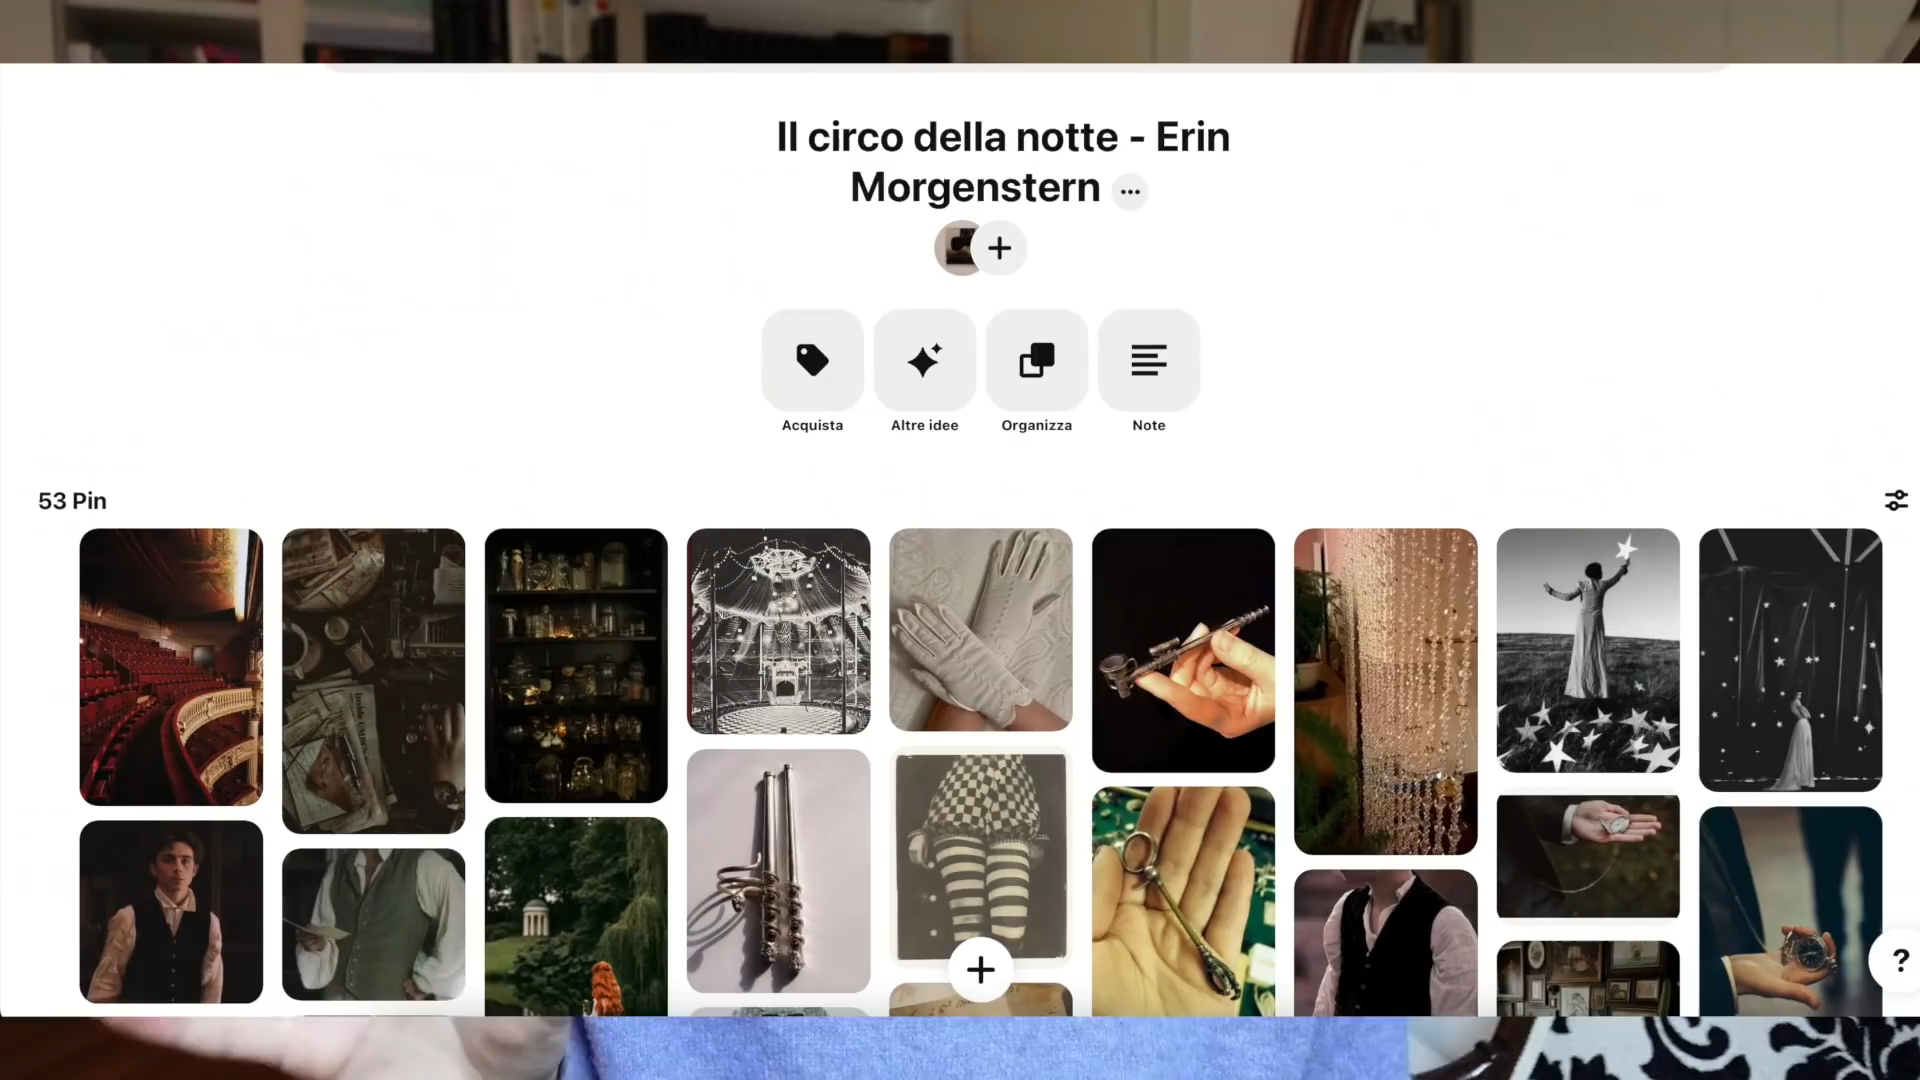 Il circo della notte - Erin
Morgenstern
Acquista
Altre idee
Organizza
Note
53 Pin
?